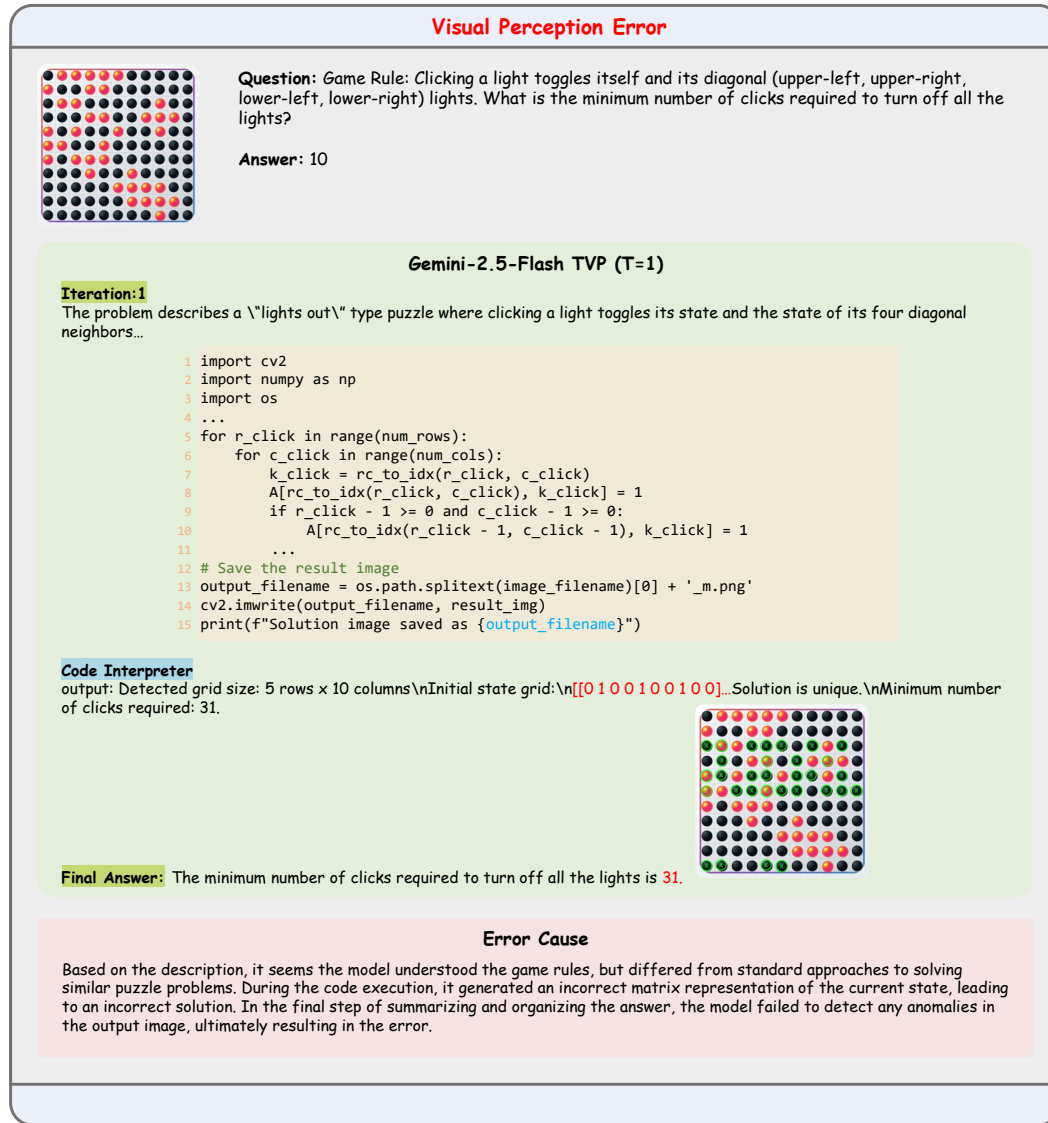 Visual Perception Error
Question: Game Rule: Clicking a light toggles itself and its diagonal (upper-left, upper-right,
lower-left, lower-right) lights. What is the minimum number of clicks required to turn off all the
lights?
Answer: 10
Gemini-2.5-Flash TVP (T=1)
Iteration:1
The problem describes a \"lights out\" type puzzle where clicking a light toggles its state and the state of its four diagonal
neighbors…
1 import cv2
2 import numpy as np
3 import os
4 ...
5 for r_click in range(num_rows):
6     for c_click in range(num_cols):
7         k_click = rc_to_idx(r_click, c_click)
8         A[rc_to_idx(r_click, c_click), k_click] = 1
9         if r_click - 1 >= 0 and c_click - 1 >= 0:
10             A[rc_to_idx(r_click - 1, c_click - 1), k_click] = 1
11         ...
12 # Save the result image
13 output_filename = os.path.splitext(image_filename)[0] + '_m.png'
14 cv2.imwrite(output_filename, result_img)
15 print(f"Solution image saved as {output_filename}")
Code Interpreter
output: Detected grid size: 5 rows x 10 columns\nInitial state grid:\n[[0 1 0 0 1 0 0 1 0 0]…Solution is unique.\nMinimum number
of clicks required: 31.
Final Answer: The minimum number of clicks required to turn off all the lights is 31.
Error Cause
Based on the description, it seems the model understood the game rules, but differed from standard approaches to solving
similar puzzle problems. During the code execution, it generated an incorrect matrix representation of the current state, leading
to an incorrect solution. In the final step of summarizing and organizing the answer, the model failed to detect any anomalies in
the output image, ultimately resulting in the error.